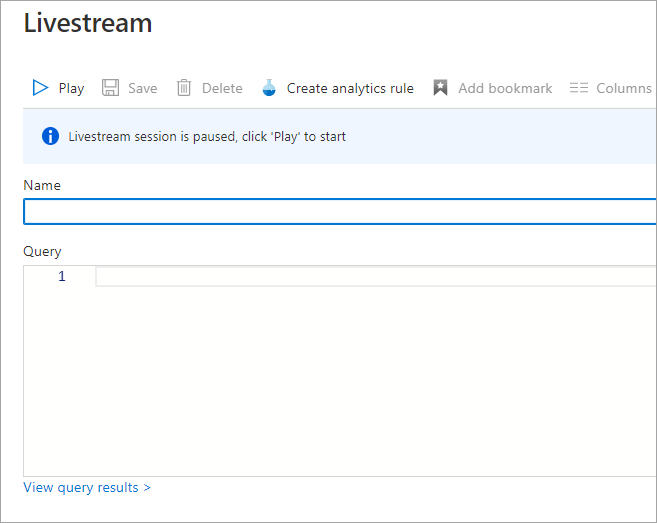 Livestream
Play Save Delete Create analytics rule Add bookmark Columns
Livestream session is paused, click 'Play' to start
Name
Query
1
View query results >